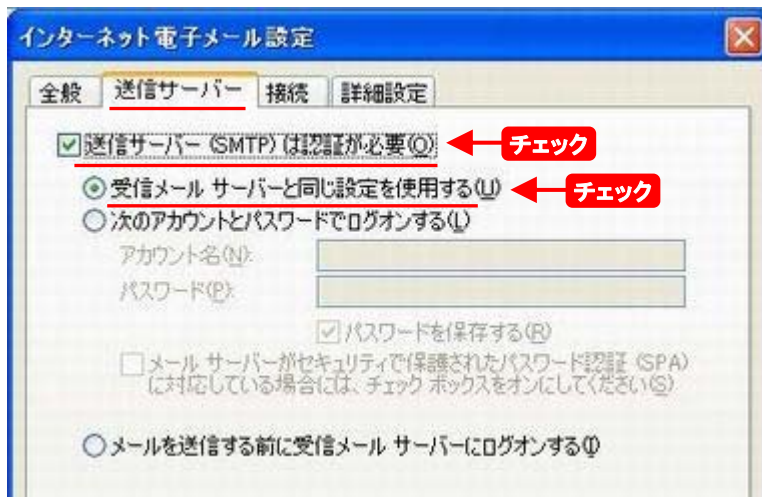 インターネット電子メール設定
全般 送信サーバー 接続 詳細設定
送信サーバー (SMTP) は認証が必要(O) チェック
受信メール サーバーと同じ設定を使用する(U) チェック
次のアカウントとパスワードでログオンする(L)
アカウント名(N):
パスワード(P):
パスワードを保存する(R)
メール サーバーがセキュリティで保護されたパスワード認証 (SPA)
に対応している場合には、チェック ボックスをオンにしてください(S)
メールを送信する前に受信メール サーバーにログオンする(I)